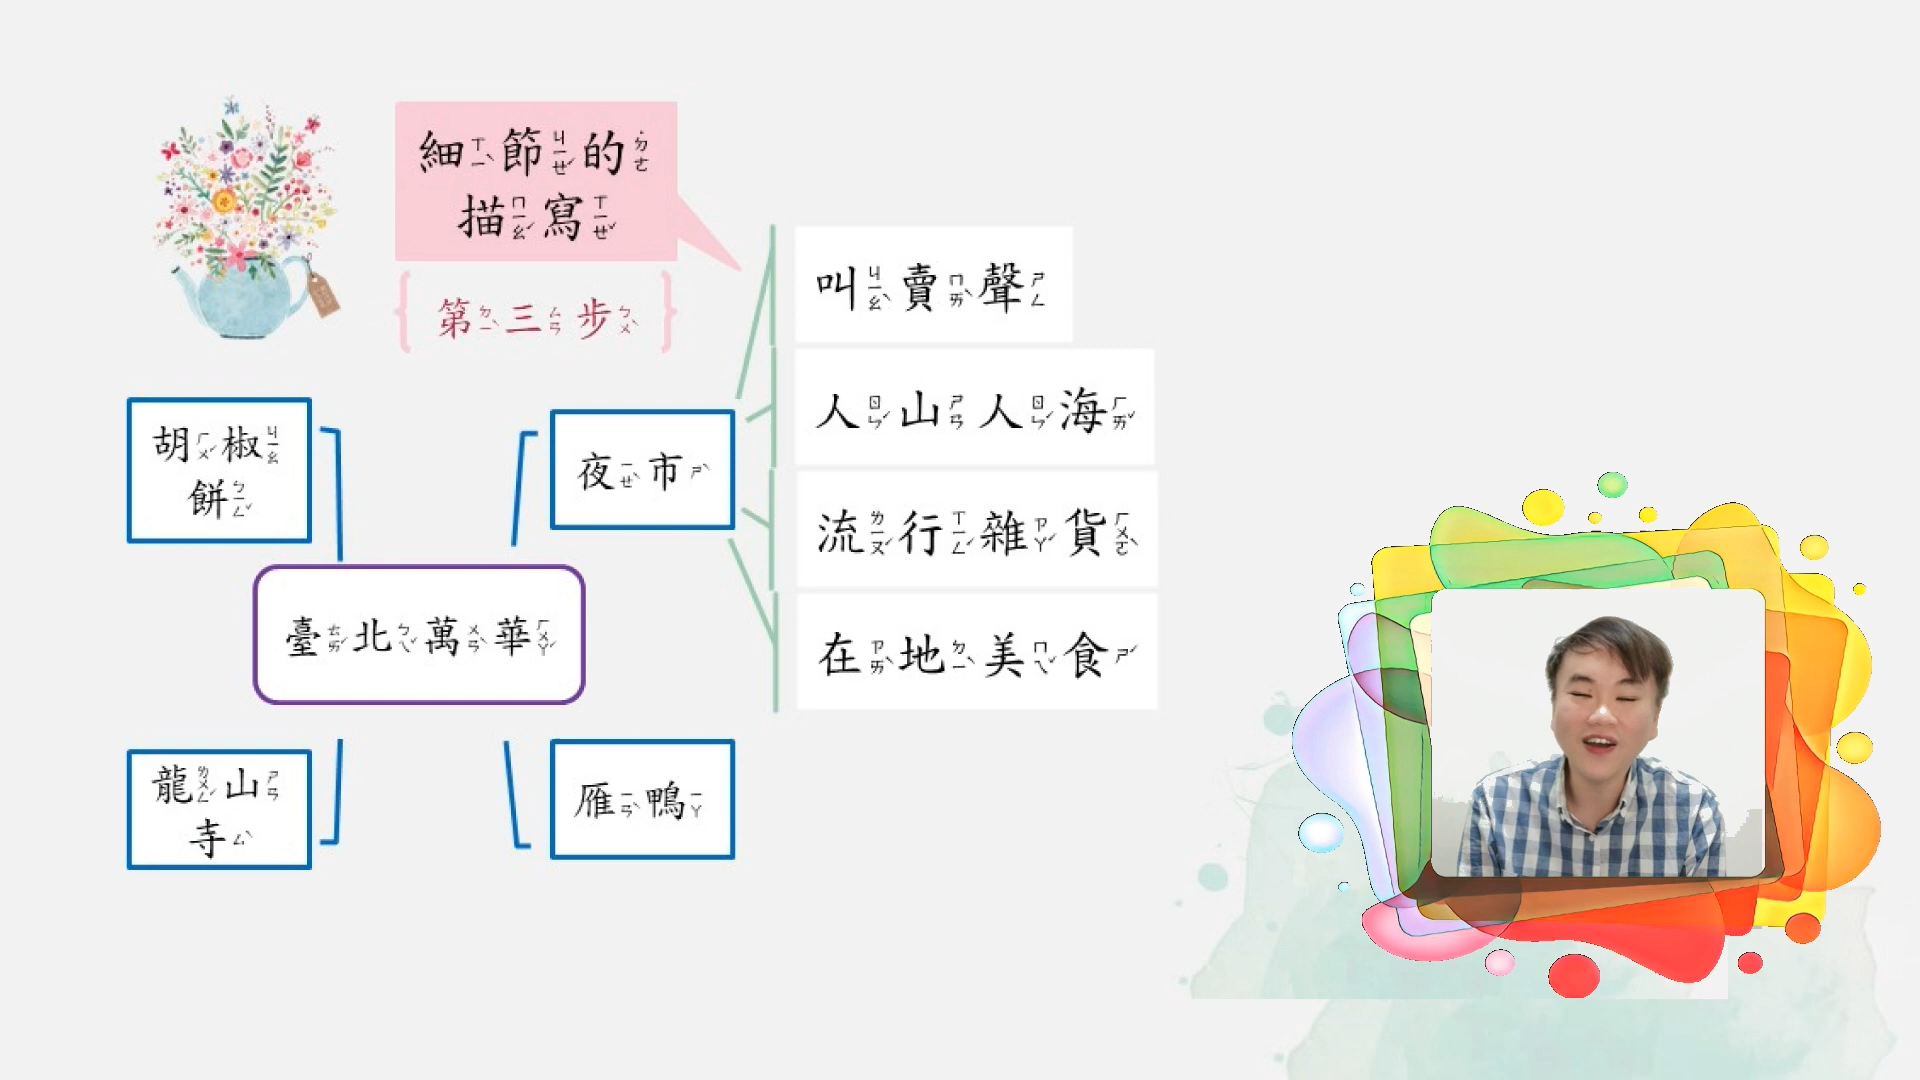 細節的
描寫
第三步
叫賣聲
人山人海
流行雜貨
在地美食
胡椒
餅
夜市
臺北萬華
龍山
寺
雁鴨